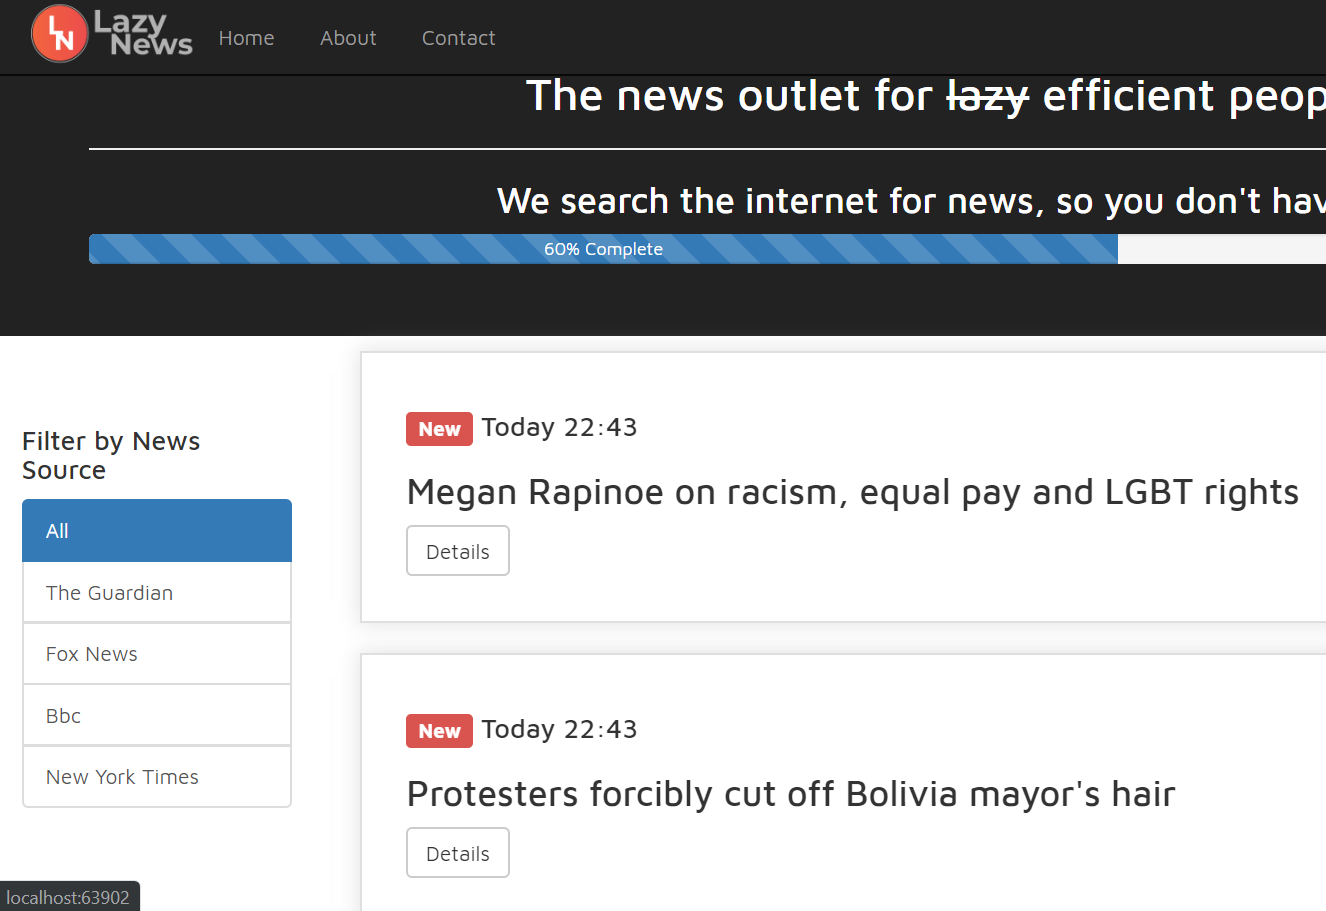 LN Lazy News Home About Contact
The news outlet for lazy efficient
We search the internet for news, so you don't
60% Complete
Filter by News
Source
All
The Guardian
Fox News
Bbc
New York Times
New Today 22:43
Megan Rapinoe on racism, equal pay and LGBT rights
Details
New Today 22:43
Protesters forcibly cut off Bolivia mayor's hair
Details
localhost:63902